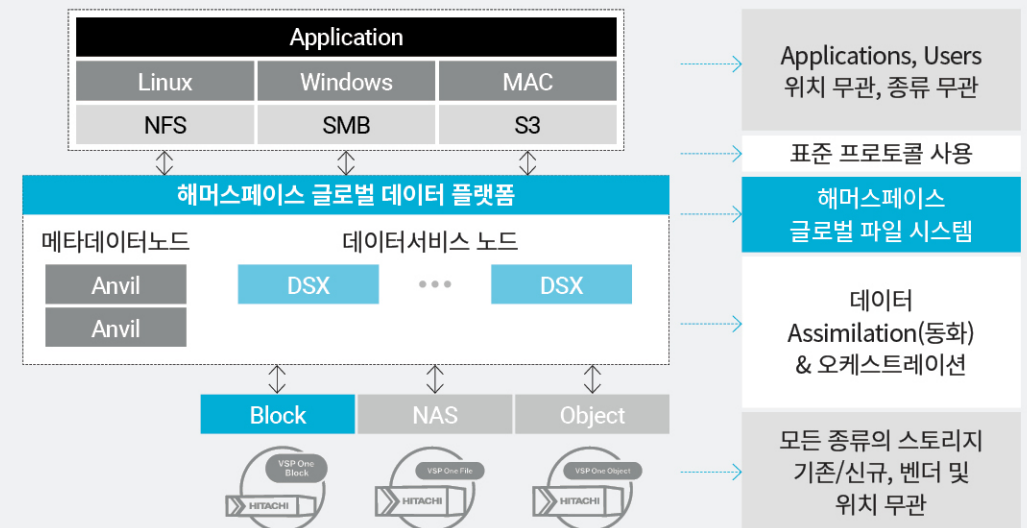 Application
Linux Windows MAC
NFS SMB S3
해머스페이스 글로벌 데이터 플랫폼
메타데이터노드 데이터서비스 노드
Anvil DSX ••• DSX
Anvil
Block NAS Object
VSP One
Block
HITACHI
VSP One File
HITACHI
VSP One Object
HITACHI
Applications, Users
위치 무관, 종류 무관
표준 프로토콜 사용
해머스페이스
글로벌 파일 시스템
데이터
Assimilation(동화)
& 오케스트레이션
모든 종류의 스토리지
기존/신규, 벤더 및
위치 무관